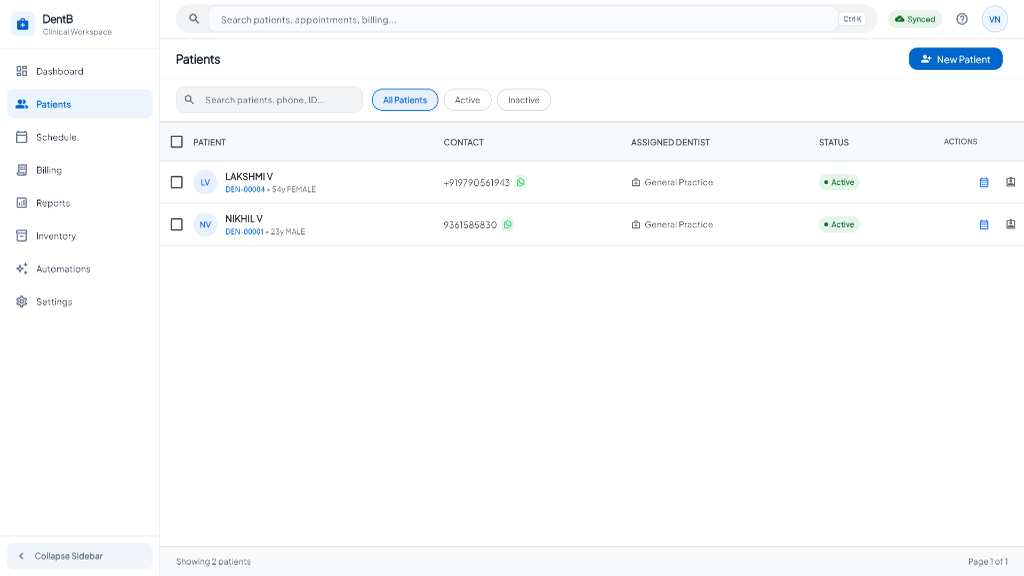 DentB
Clinical Workspace
Search patients, appointments, billing...
Ctrl K
Synced
VN
Dashboard
Patients
Schedule
Billing
Reports
Inventory
Automations
Settings
Collapse Sidebar
Patients
New Patient
Search patients, phone, ID...
All Patients
Active
Inactive
PATIENT CONTACT ASSIGNED DENTIST STATUS ACTIONS
LV
LAKSHMI V
DEN-00004 • 54y FEMALE
+919790561943
General Practice
Active
NV
NIKHIL V
DEN-00001 • 23y MALE
9361585830
General Practice
Active
Showing 2 patients
Page 1 of 1